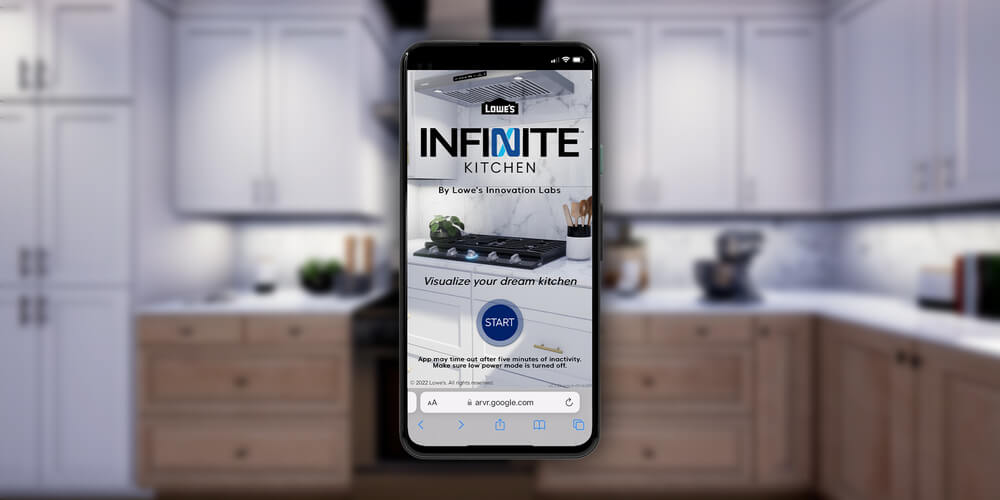 LOWE'S
INFINITE
KITCHEN
By Lowe's Innovation Labs
Visualize your dream kitchen
START
App may time out after five minutes of inactivity.
Make sure low power mode is turned off.
© 2022 Lowe's. All rights reserved.
AA arvr.google.com